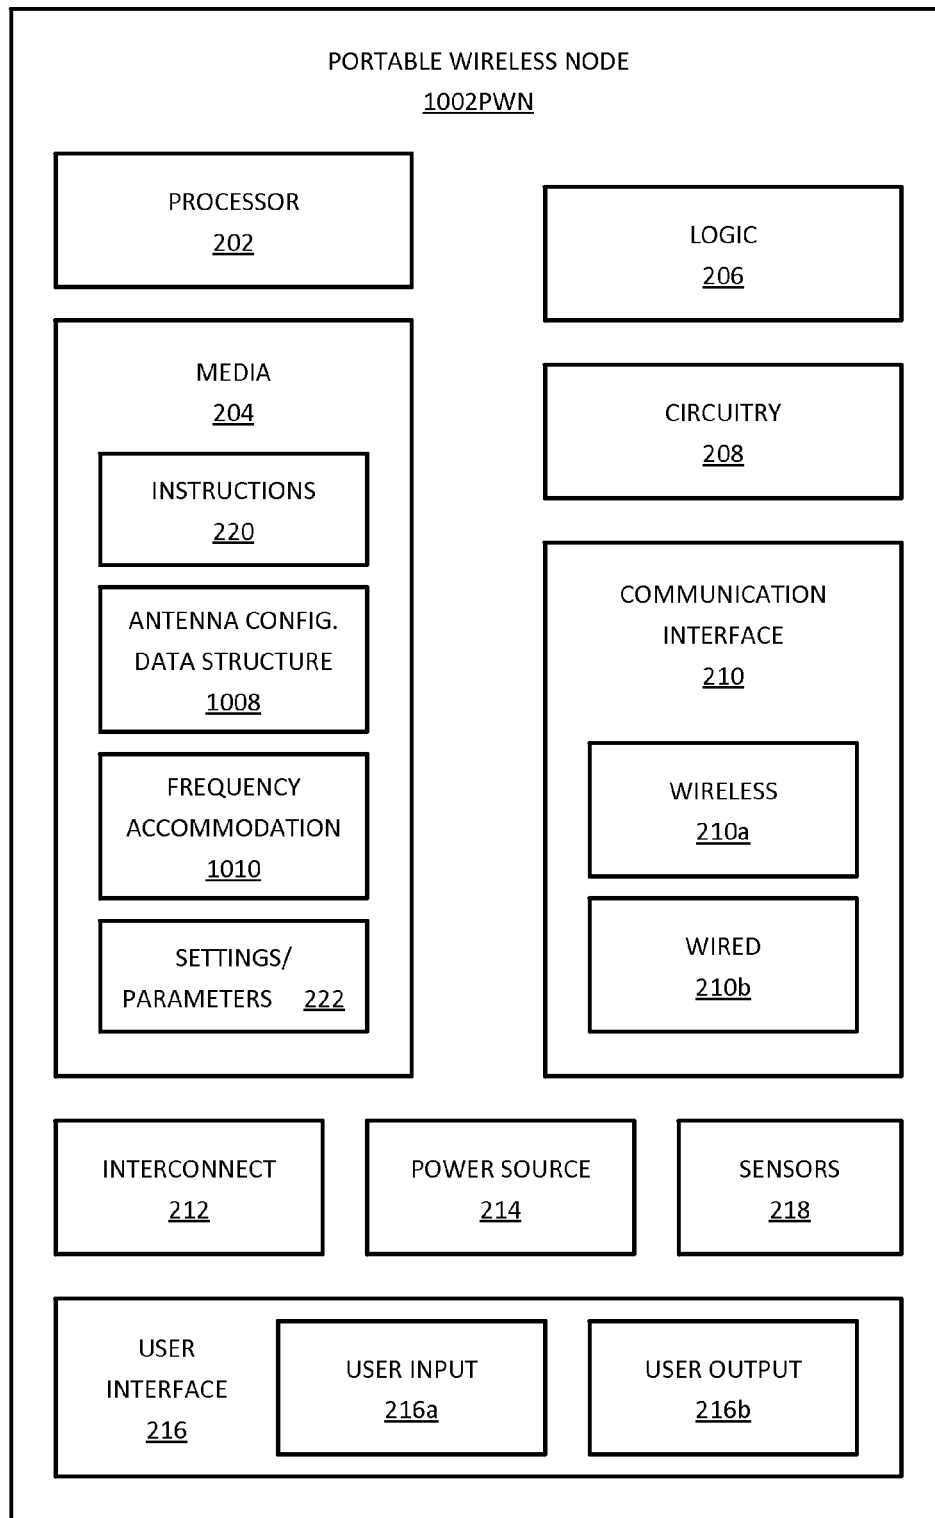 PORTABLE WIRELESS NODE
1002PWN
PROCESSOR
202
LOGIC
206
MEDIA
204
INSTRUCTIONS
220
ANTENNA CONFIG.
DATA STRUCTURE
1008
FREQUENCY
ACCOMMODATION
1010
SETTINGS/
PARAMETERS 222
CIRCUITRY
208
COMMUNICATION
INTERFACE
210
WIRELESS
210a
WIRED
210b
INTERCONNECT
212
POWER SOURCE
214
SENSORS
218
USER
INTERFACE
216
USER INPUT
216a
USER OUTPUT
216b